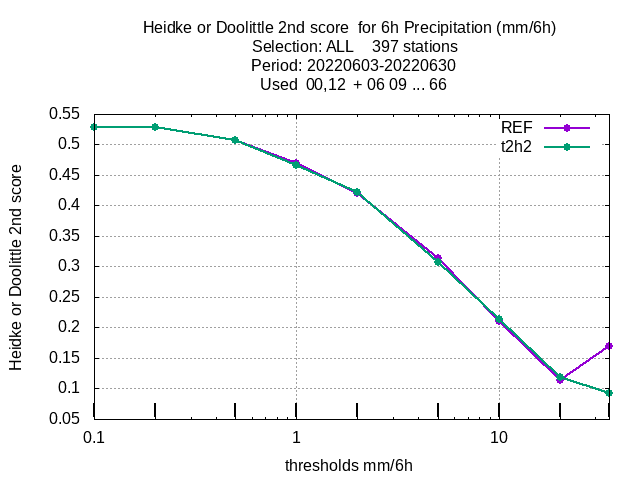 Heidke or Doolittle 2nd score  for 6h Precipitation (mm/6h)
Selection: ALL    397 stations
Period: 20220603-20220630
Used  00,12  + 06 09 ... 66
REF
t2h2
0.55
0.5
0.45
0.4
0.35
0.3
0.25
0.2
0.15
0.1
0.05
Heidke or Doolittle 2nd score
0.1
1
10
thresholds mm/6h